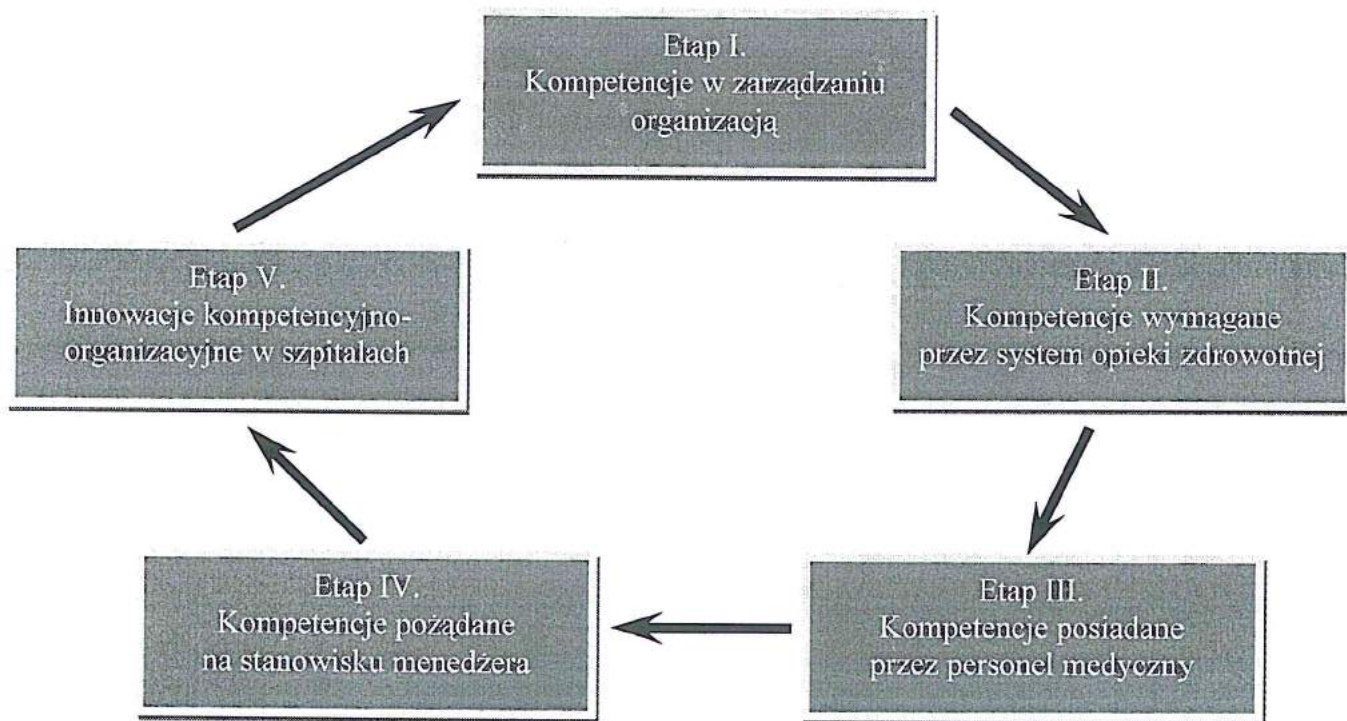 Etap I.
Kompetencje w zarządzaniu
organizacją
Etap II.
Kompetencje wymagane
przez system opieki zdrowotnej
Etap III.
Kompetencje posiadane
przez personel medyczny
Etap IV.
Kompetencje pożądane
na stanowisku menedżera
Etap V.
Innowacje kompetencyjno-
organizacyjne w szpitalach